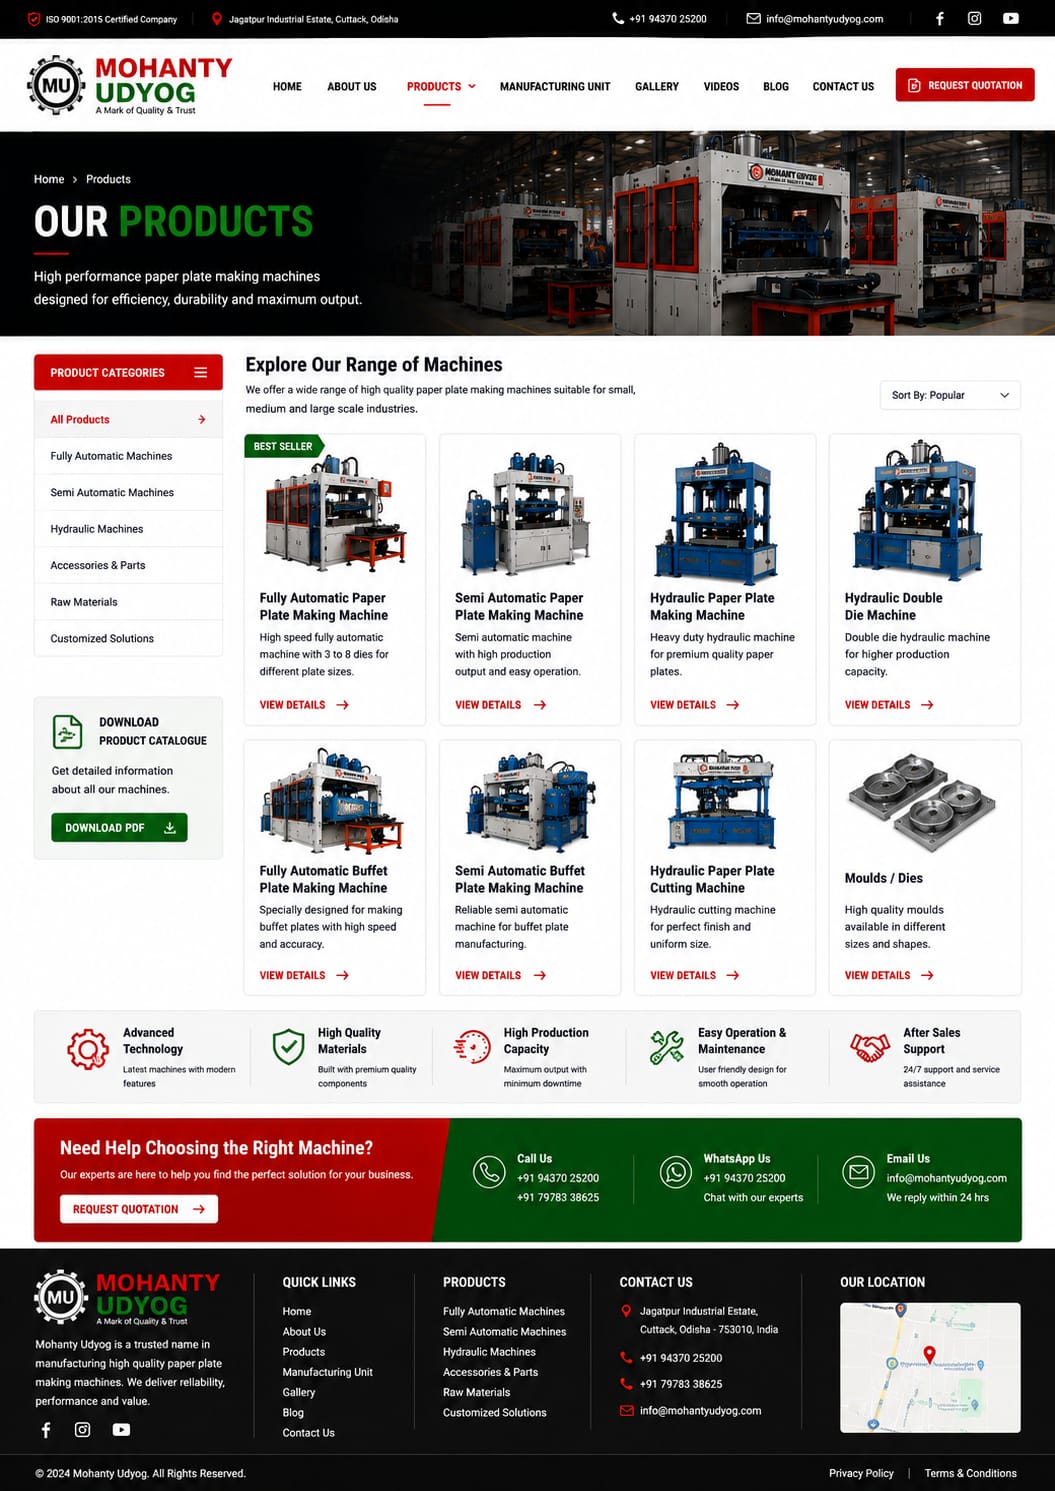 ISO 9001:2015 Certified Company
Jagatpur Industrial Estate, Cuttack, Odisha
+91 94370 25200
info@mohantyudyog.com
MU
MOHANTY
UDYOG
A Mark of Quality & Trust
HOME
ABOUT US
PRODUCTS
MANUFACTURING UNIT
GALLERY
VIDEOS
BLOG
CONTACT US
REQUEST QUOTATION
Home > Products
OUR PRODUCTS
High performance paper plate making machines
designed for efficiency, durability and maximum output.
PRODUCT CATEGORIES
All Products
Fully Automatic Machines
Semi Automatic Machines
Hydraulic Machines
Accessories & Parts
Raw Materials
Customized Solutions
DOWNLOAD
PRODUCT CATALOGUE
Get detailed information
about all our machines.
DOWNLOAD PDF
Explore Our Range of Machines
We offer a wide range of high quality paper plate making machines suitable for small,
medium and large scale industries.
Sort By: Popular
BEST SELLER
Fully Automatic Paper
Plate Making Machine
High speed fully automatic
machine with 3 to 8 dies for
different plate sizes.
VIEW DETAILS
Semi Automatic Paper
Plate Making Machine
Semi automatic machine
with high production
output and easy operation.
VIEW DETAILS
Hydraulic Paper Plate
Making Machine
Heavy duty hydraulic machine
for premium quality paper
plates.
VIEW DETAILS
Hydraulic Double
Die Machine
Double die hydraulic machine
for higher production
capacity.
VIEW DETAILS
Fully Automatic Buffet
Plate Making Machine
Specially designed for making
buffet plates with high speed
and accuracy.
VIEW DETAILS
Semi Automatic Buffet
Plate Making Machine
Reliable semi automatic
machine for buffet plate
manufacturing.
VIEW DETAILS
Hydraulic Paper Plate
Cutting Machine
Hydraulic cutting machine
for perfect finish and
uniform size.
VIEW DETAILS
Moulds / Dies
High quality moulds
available in different
sizes and shapes.
VIEW DETAILS
Advanced
Technology
Latest machines with modern
features
High Quality
Materials
Built with premium quality
components
High Production
Capacity
Maximum output with
minimum downtime
Easy Operation &
Maintenance
User friendly design for
smooth operation
After Sales
Support
24/7 support and service
assistance
Need Help Choosing the Right Machine?
Our experts are here to help you find the perfect solution for your business.
REQUEST QUOTATION
Call Us
+91 94370 25200
+91 79783 38625
WhatsApp Us
+91 94370 25200
Chat with our experts
Email Us
info@mohantyudyog.com
We reply within 24 hrs
MU
MOHANTY
UDYOG
A Mark of Quality & Trust
Mohanty Udyog is a trusted name in
manufacturing high quality paper plate
making machines. We deliver reliability,
performance and value.
QUICK LINKS
Home
About Us
Products
Manufacturing Unit
Gallery
Blog
Contact Us
PRODUCTS
Fully Automatic Machines
Semi Automatic Machines
Hydraulic Machines
Accessories & Parts
Raw Materials
Customized Solutions
CONTACT US
Jagatpur Industrial Estate,
Cuttack, Odisha - 753010, India
+91 94370 25200
+91 79783 38625
info@mohantyudyog.com
OUR LOCATION
© 2024 Mohanty Udyog. All Rights Reserved.
Privacy Policy | Terms & Conditions